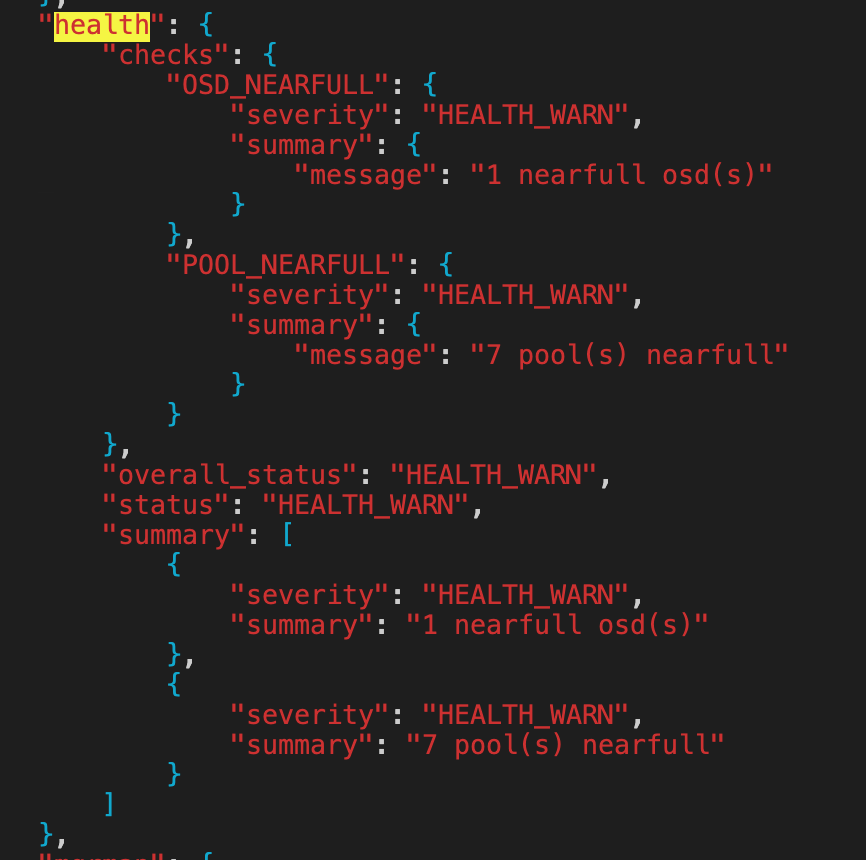 },
"health": {
"checks": {
"OSD_NEARFULL": {
"severity": "HEALTH_WARN",
"summary": {
"message": "1 nearfull osd(s)"
}
},
"POOL_NEARFULL": {
"severity": "HEALTH_WARN",
"summary": {
"message": "7 pool(s) nearfull"
}
}
},
"overall_status": "HEALTH_WARN",
"status": "HEALTH_WARN",
"summary": [
{
"severity": "HEALTH_WARN",
"summary": "1 nearfull osd(s)"
},
{
"severity": "HEALTH_WARN",
"summary": "7 pool(s) nearfull"
}
]
},